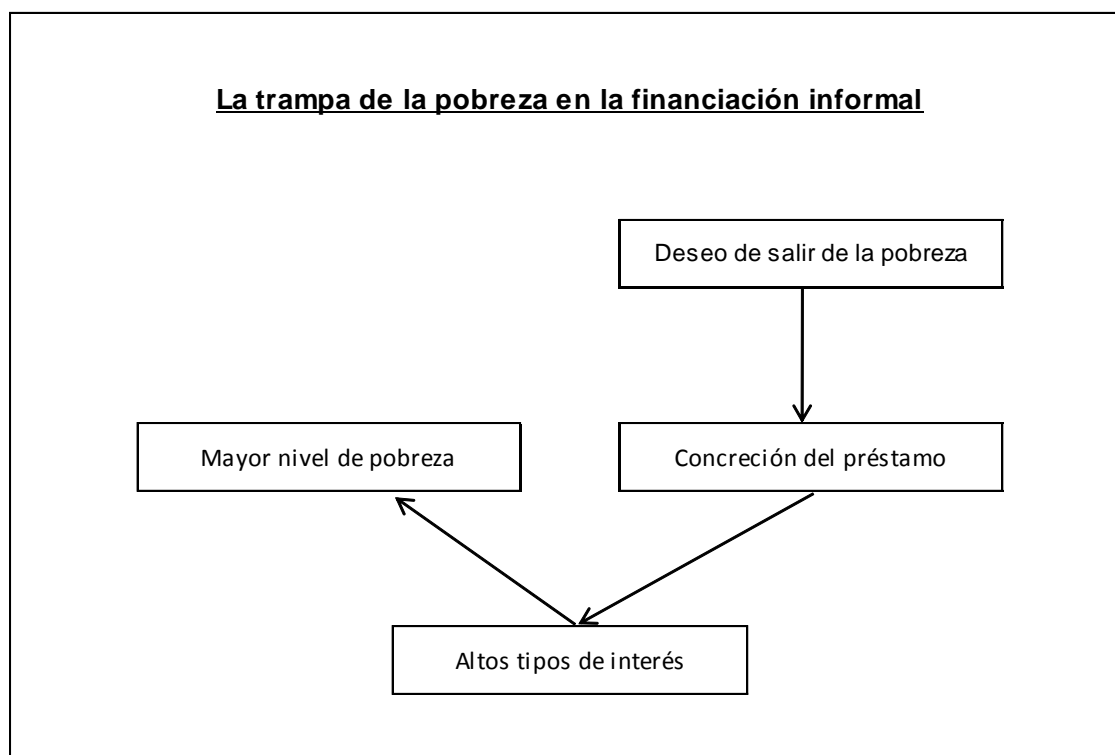 La trampa de la pobreza en la financiación informal
Deseo de salir de la pobreza
Mayor nivel de pobreza
Concreción del préstamo
Altos tipos de interés